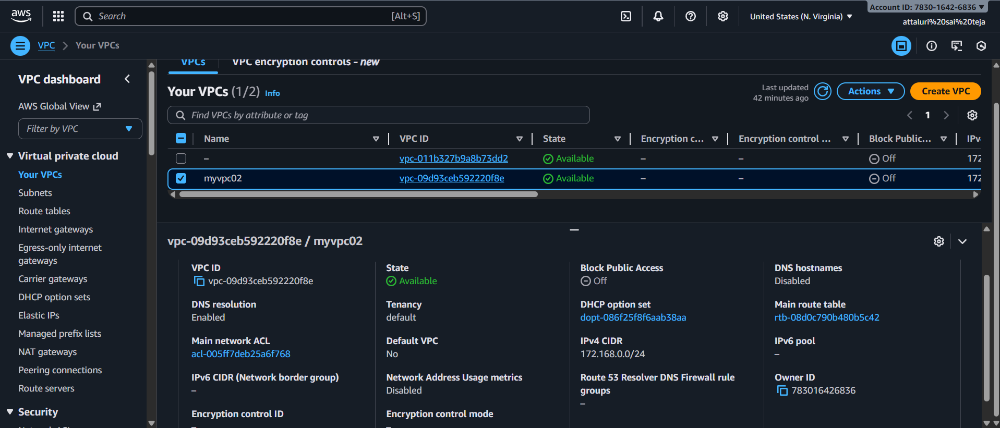 aws
Search
[Alt+S]
United States (N. Virginia)
Account ID: 7830-1642-6836
attaluri%20sai%20teja
VPC
Your VPCs
VPC dashboard
AWS Global View
Filter by VPC
Virtual private cloud
Your VPCs
Subnets
Route tables
Internet gateways
Egress-only internet
gateways
Carrier gateways
DHCP option sets
Elastic IPs
Managed prefix lists
NAT gateways
Peering connections
Route servers
Security
VPCs
VPC encryption controls - new
Your VPCs (1/2) Info
Last updated
42 minutes ago
Actions
Create VPC
Find VPCs by attribute or tag
1
Name VPC ID State Encryption c... Encryption control ... Block Public... IPv
– vpc-011b327b9a8b73dd2 Available – – Off 172
myvpc02 vpc-09d93ceb592220f8e Available – – Off 172
vpc-09d93ceb592220f8e / myvpc02
VPC ID
vpc-09d93ceb592220f8e
State
Available
Block Public Access
Off
DNS hostnames
Disabled
DNS resolution
Enabled
Tenancy
default
DHCP option set
dopt-086f25f8f6aab38aa
Main route table
rtb-08d0c790b480b5c42
Main network ACL
acl-005ff7deb25a6f768
Default VPC
No
IPv4 CIDR
172.168.0.0/24
IPv6 pool
–
IPv6 CIDR (Network border group)
–
Network Address Usage metrics
Disabled
Route 53 Resolver DNS Firewall rule
groups
–
Owner ID
783016426836
Encryption control ID
–
Encryption control mode
–